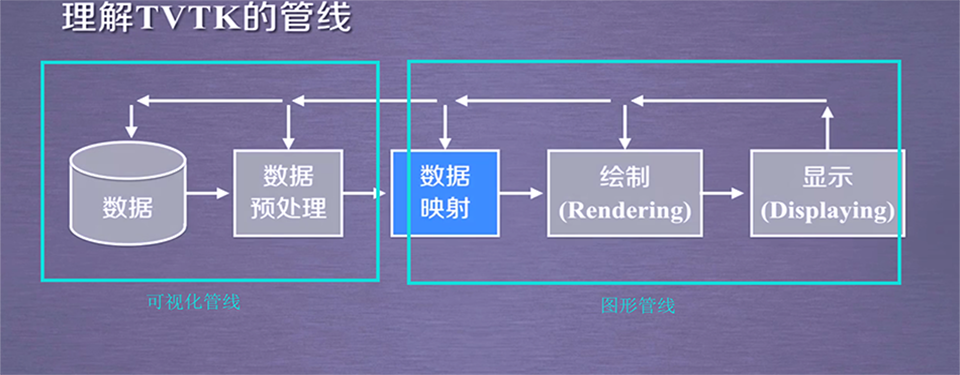 理解TVTK的管线
数据
数据
预处理
数据
映射
绘制
(Rendering)
显示
(Displaying)
可视化管线
图形管线